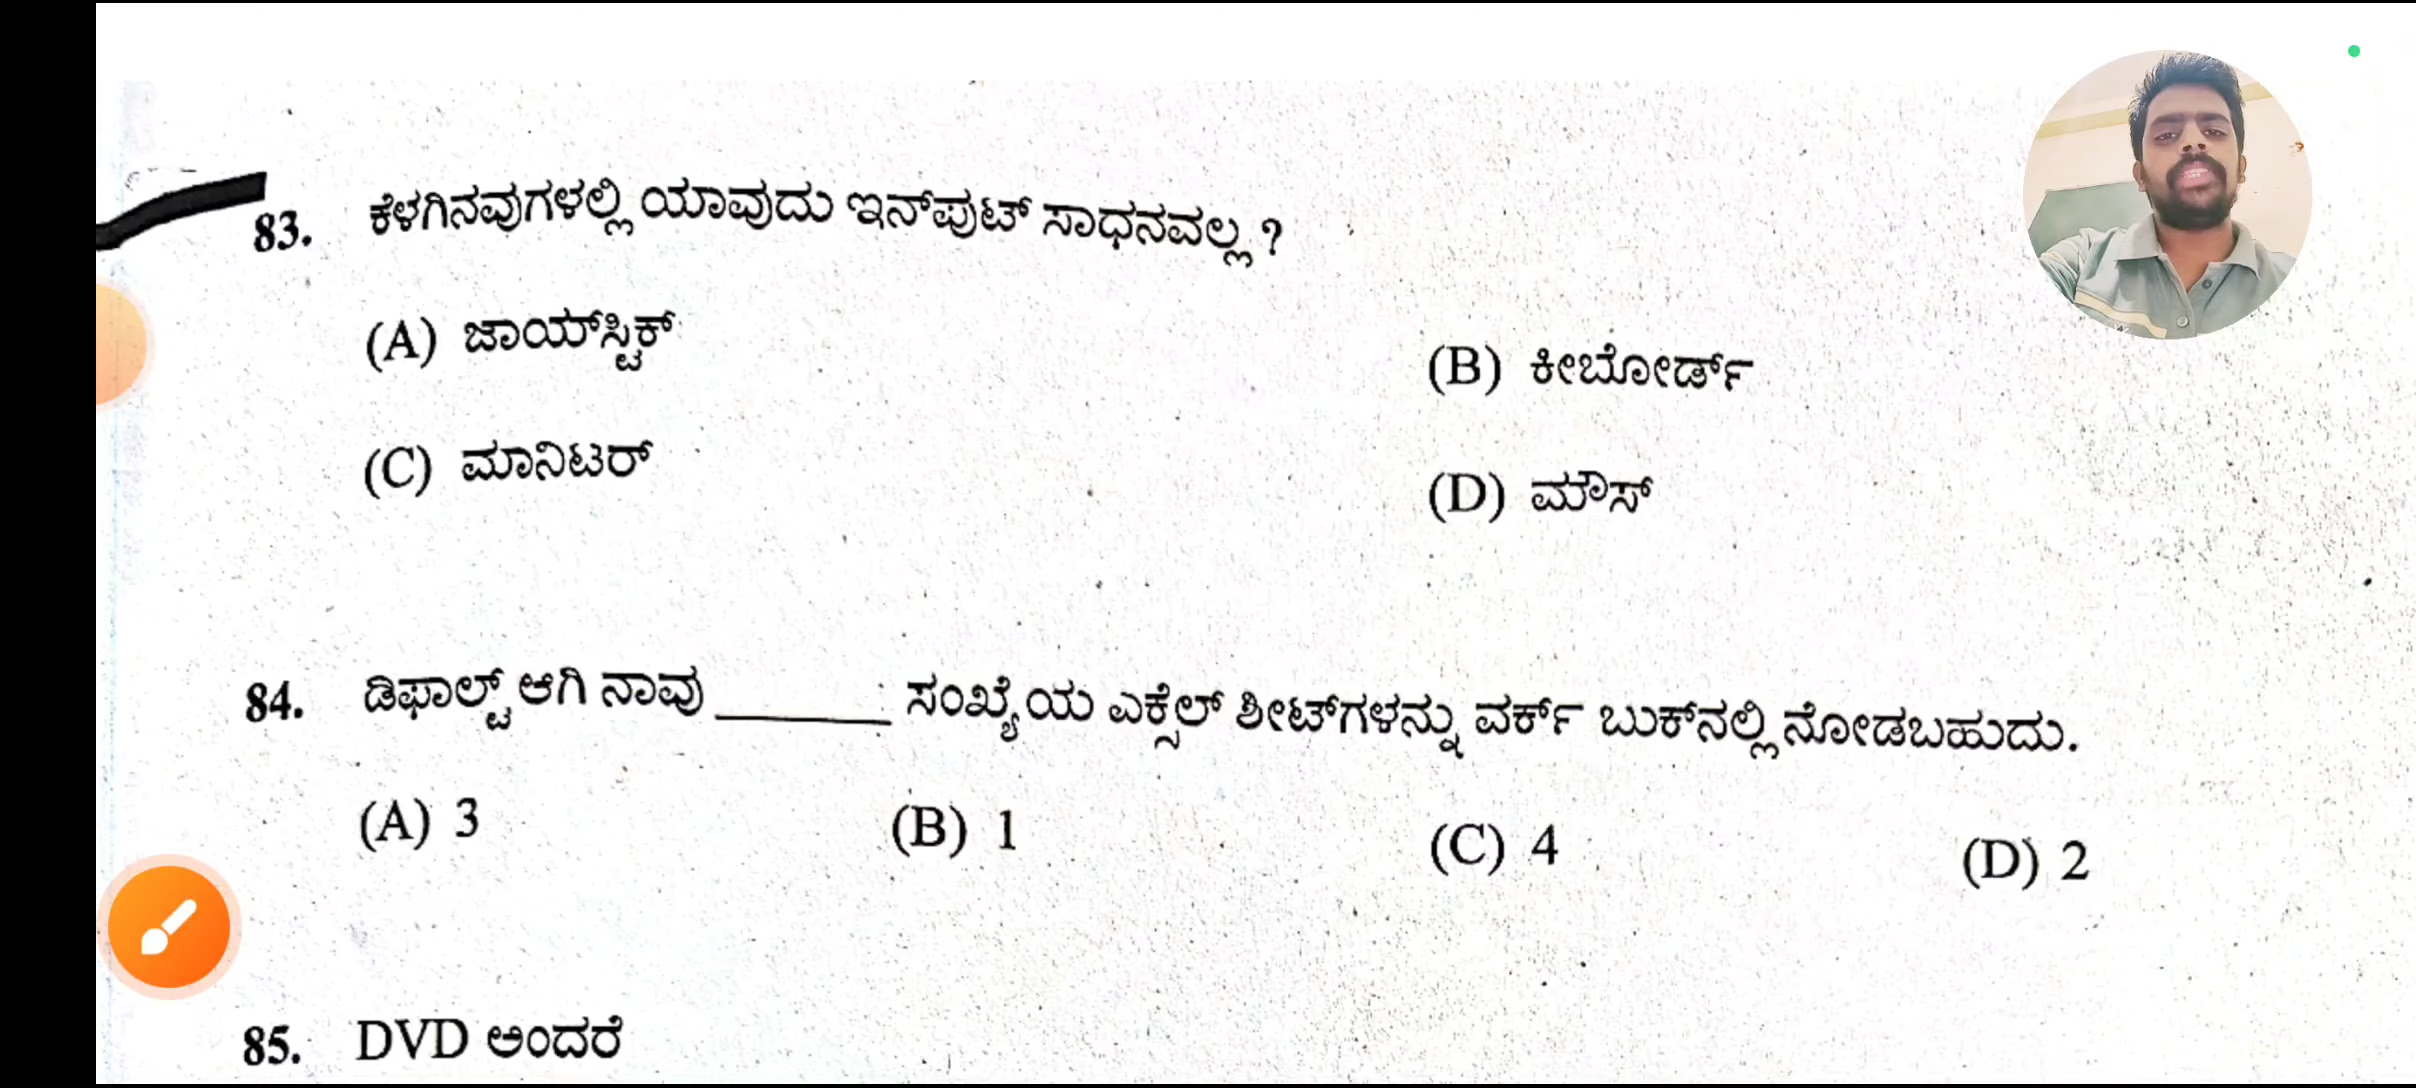 83. ಕೆಳಗಿನವುಗಳಲ್ಲಿ ಯಾವುದು ಇನ್‌ಪುಟ್ ಸಾಧನವಲ್ಲ ?
(A) ಜಾಯ್‌ಸ್ಟಿಕ್
(B) ಕೀಬೋರ್ಡ್
(C) ಮಾನಿಟರ್
(D) ಮೌಸ್
84. ಡಿಫಾಲ್ಟ್ ಆಗಿ ನಾವು ________ ಸಂಖ್ಯೆಯ ಎಕ್ಸೆಲ್ ಶೀಟ್‌ಗಳನ್ನು ವರ್ಕ್ ಬುಕ್‌ನಲ್ಲಿ ನೋಡಬಹುದು.
(A) 3 (B) 1 (C) 4 (D) 2
85. DVD ಅಂದರೆ